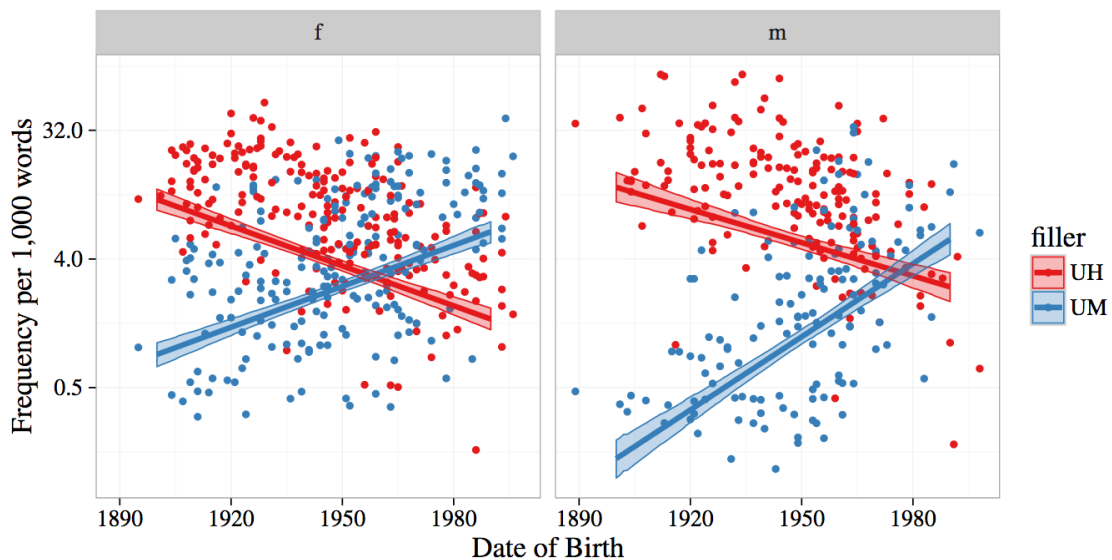 f
m
Frequency per 1,000 words
32.0
4.0
0.5
1890
1920
1950
1980
1890
1920
1950
1980
Date of Birth
filler
UH
UM